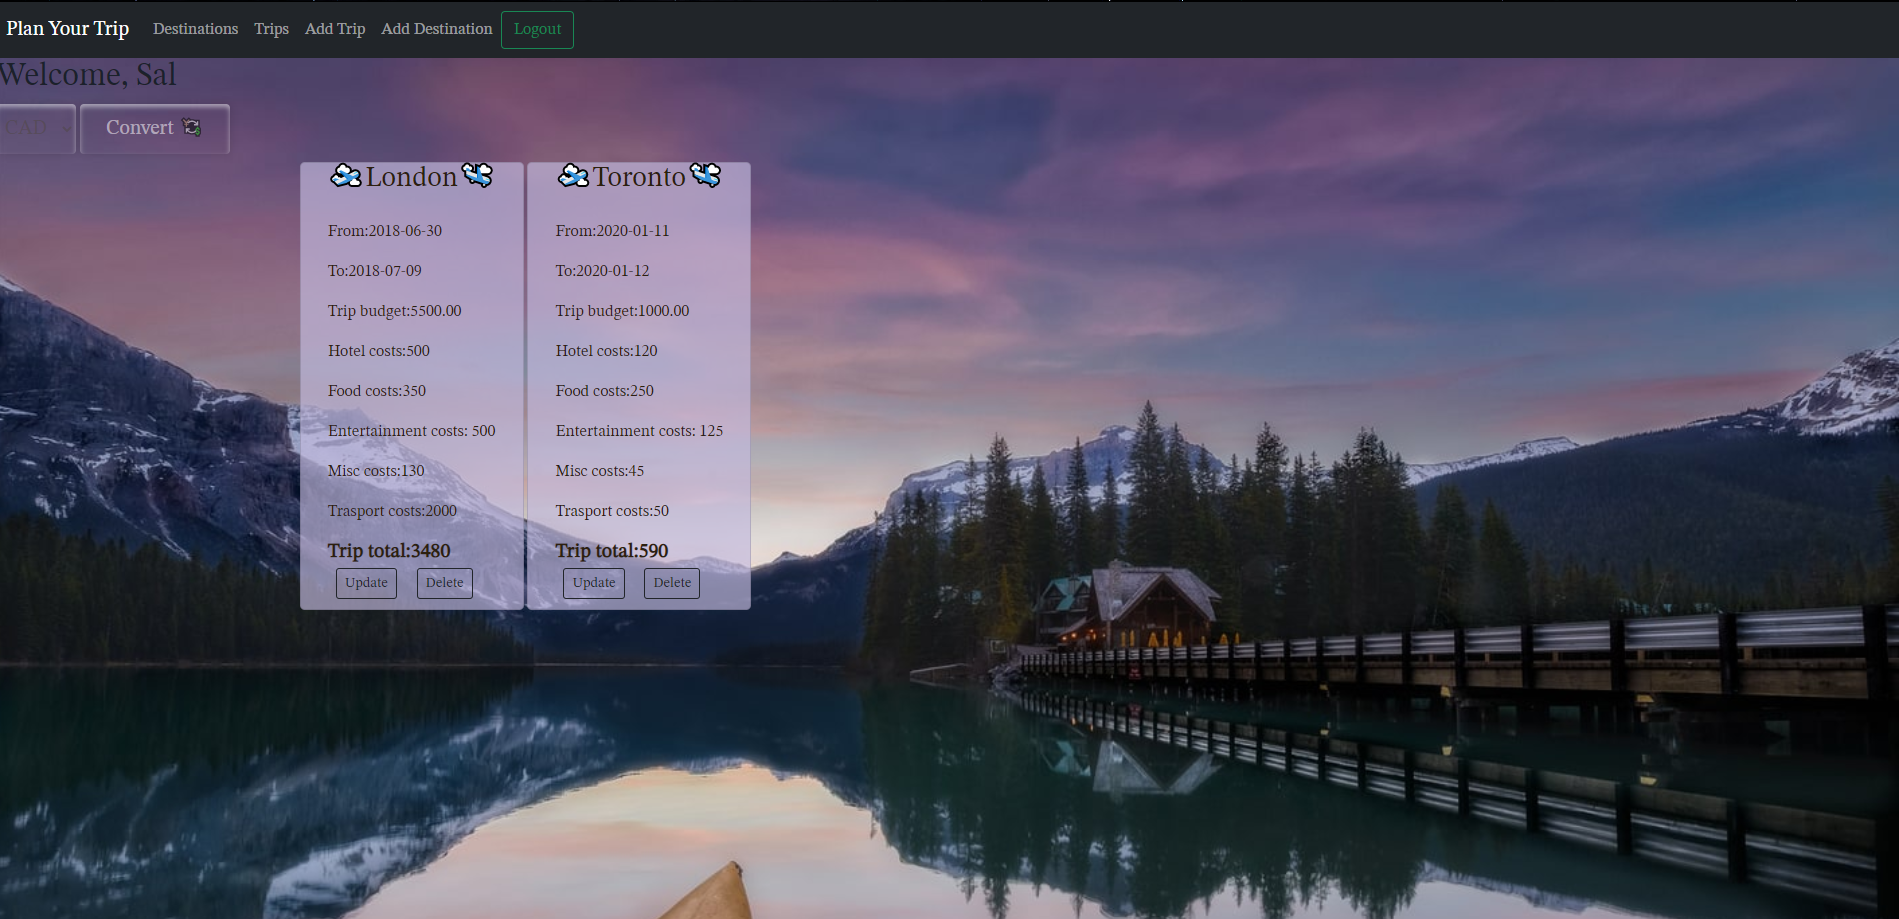 Plan Your Trip Destinations Trips Add Trip Add Destination Logout
Welcome, Sal
CAD Convert
London
From:2018-06-30
To:2018-07-09
Trip budget:5500.00
Hotel costs:500
Food costs:350
Entertainment costs: 500
Misc costs:130
Trasport costs:2000
Trip total:3480
Update Delete
Toronto
From:2020-01-11
To:2020-01-12
Trip budget:1000.00
Hotel costs:120
Food costs:250
Entertainment costs: 125
Misc costs:45
Trasport costs:50
Trip total:590
Update Delete